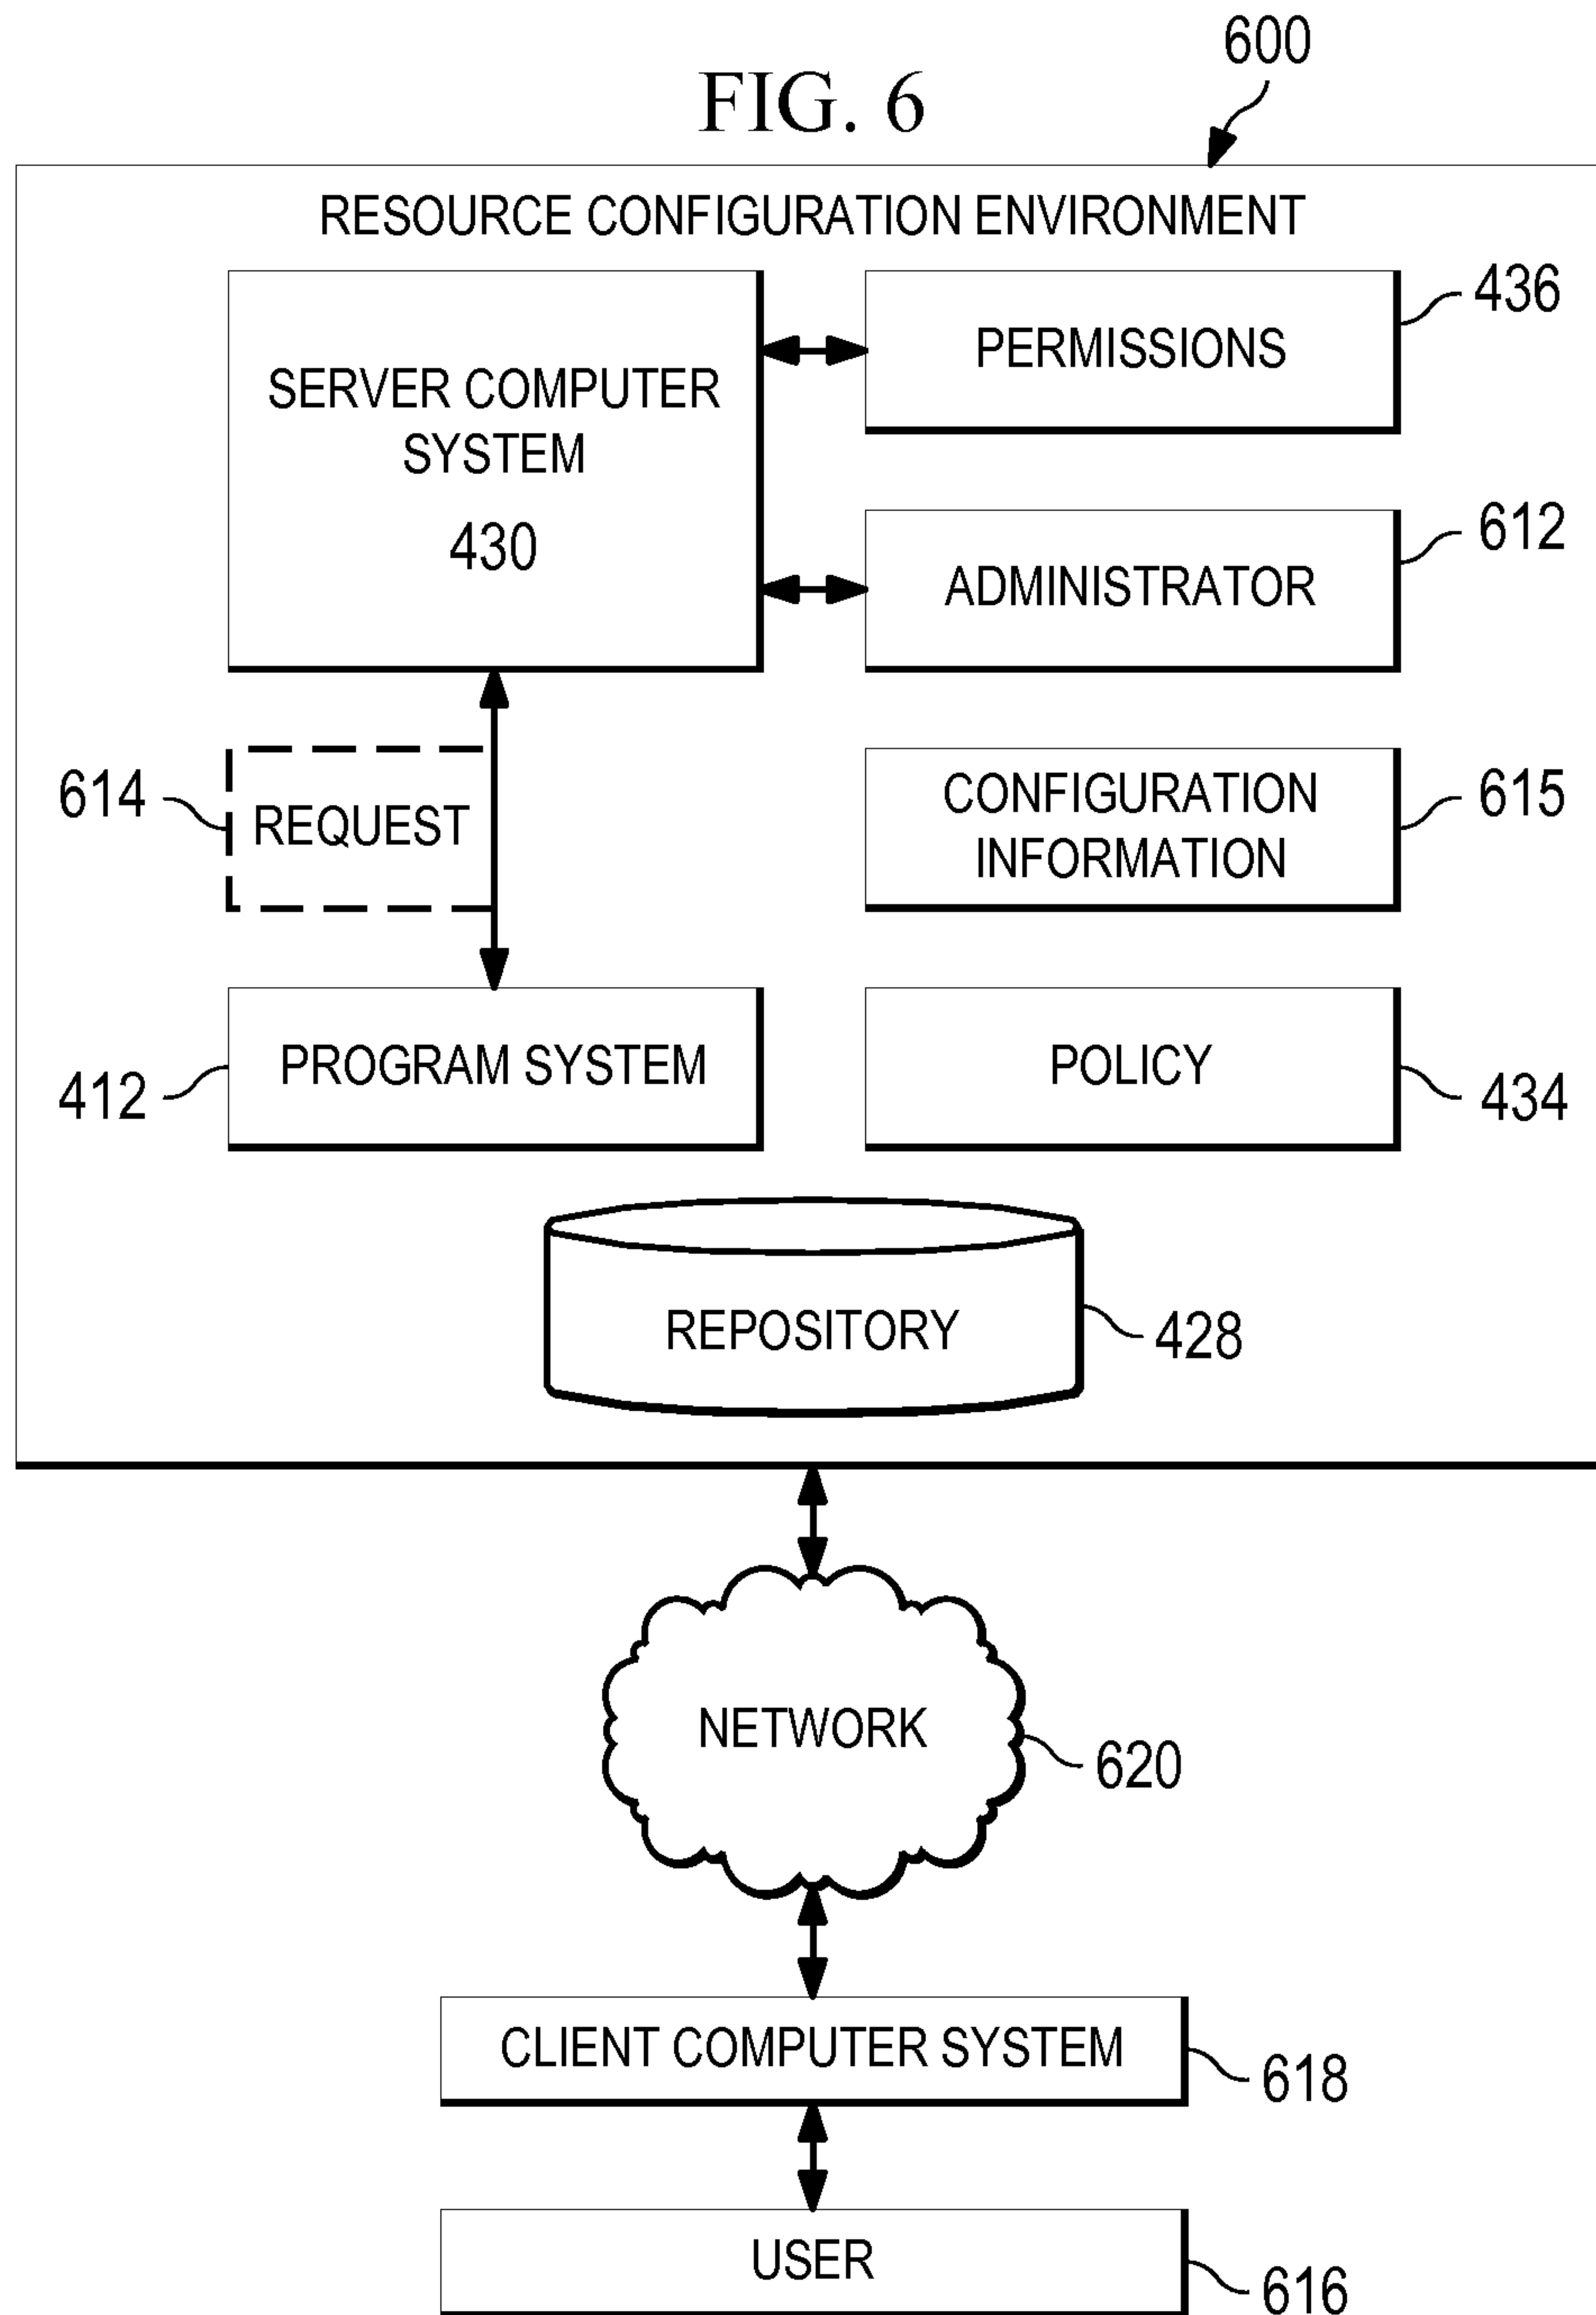 600
FIG. 6
RESOURCE CONFIGURATION ENVIRONMENT
SERVER COMPUTER
SYSTEM
430
PERMISSIONS
436
ADMINISTRATOR
612
614
REQUEST
CONFIGURATION
INFORMATION
615
412
PROGRAM SYSTEM
POLICY
434
REPOSITORY
428
NETWORK
620
CLIENT COMPUTER SYSTEM
618
USER
616